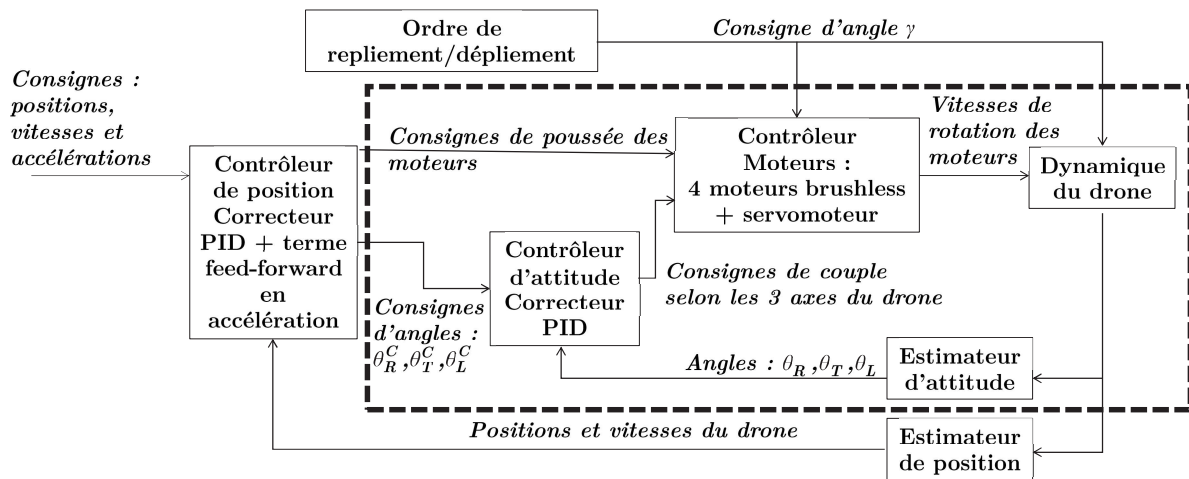 Ordre de
repliement/dépliement
Consigne d'angle γ
Consignes :
positions,
vitesses et
accélérations
Contrôleur
de position
Correcteur
PID + terme
feed-forward
en
accélération
Consignes de poussée des
moteurs
Contrôleur
Moteurs :
4 moteurs brushless
+ servomoteur
Vitesses de
rotation des
moteurs
Dynamique
du drone
Contrôleur
d'attitude
Correcteur
PID
Consignes de couple
selon les 3 axes du drone
Consignes
d'angles :
θ_R^C,θ_T^C,θ_L^C
Angles : θ_R,θ_T,θ_L
Estimateur
d'attitude
Positions et vitesses du drone
Estimateur
de position